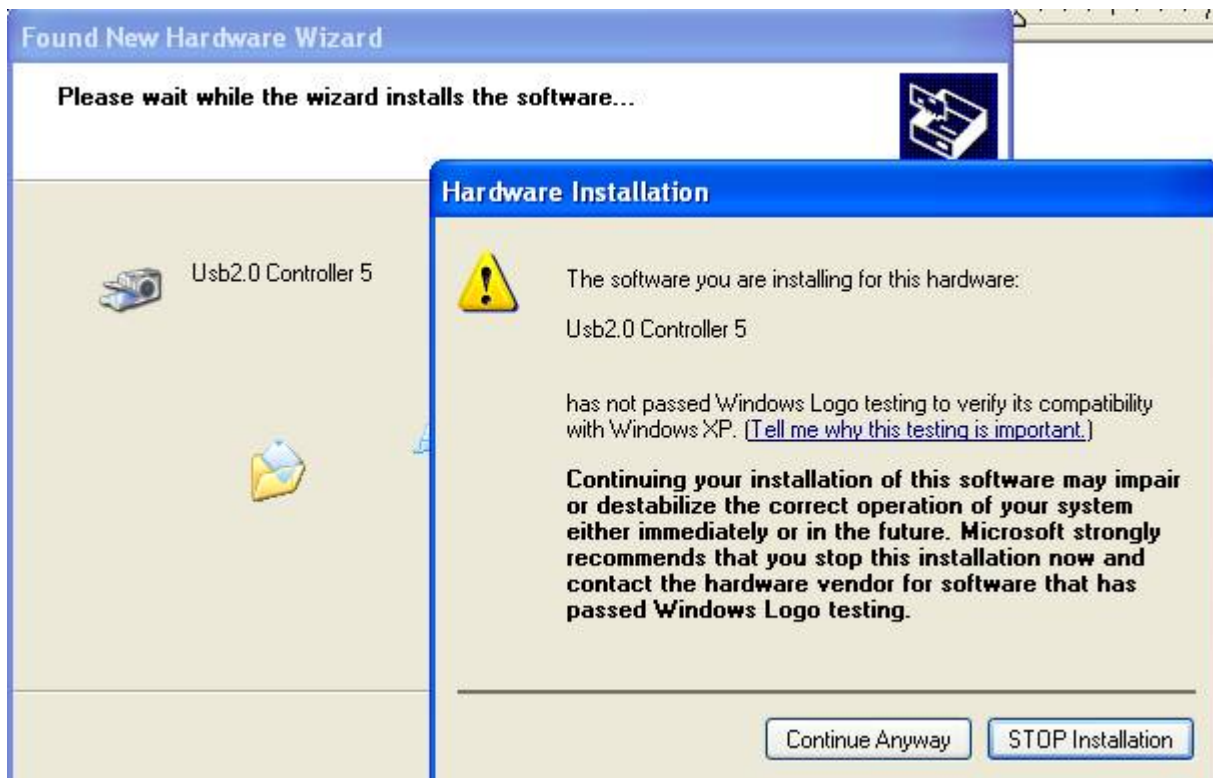 Found New Hardware Wizard
Please wait while the wizard installs the software...
Usb2.0 Controller 5
Hardware Installation
The software you are installing for this hardware:
Usb2.0 Controller 5
has not passed Windows Logo testing to verify its compatibility
with Windows XP. (Tell me why this testing is important.)
Continuing your installation of this software may impair
or destabilize the correct operation of your system
either immediately or in the future. Microsoft strongly
recommends that you stop this installation now and
contact the hardware vendor for software that has
passed Windows Logo testing.
Continue Anyway
STOP Installation